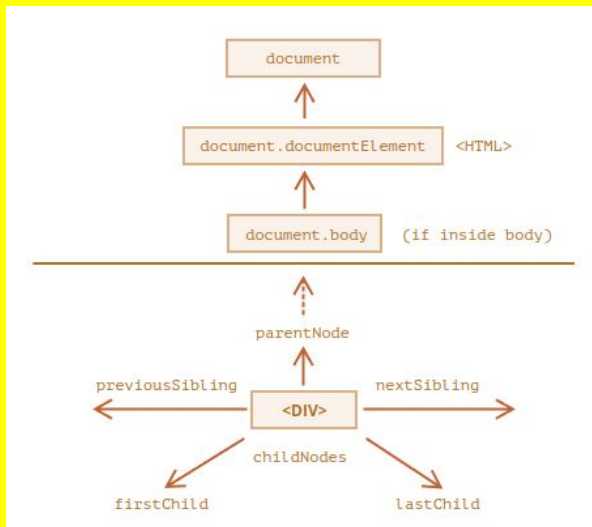 document
document.documentElement <HTML>
document.body (if inside body)
parentNode
previousSibling nextSibling
<DIV>
childNodes
firstChild lastChild